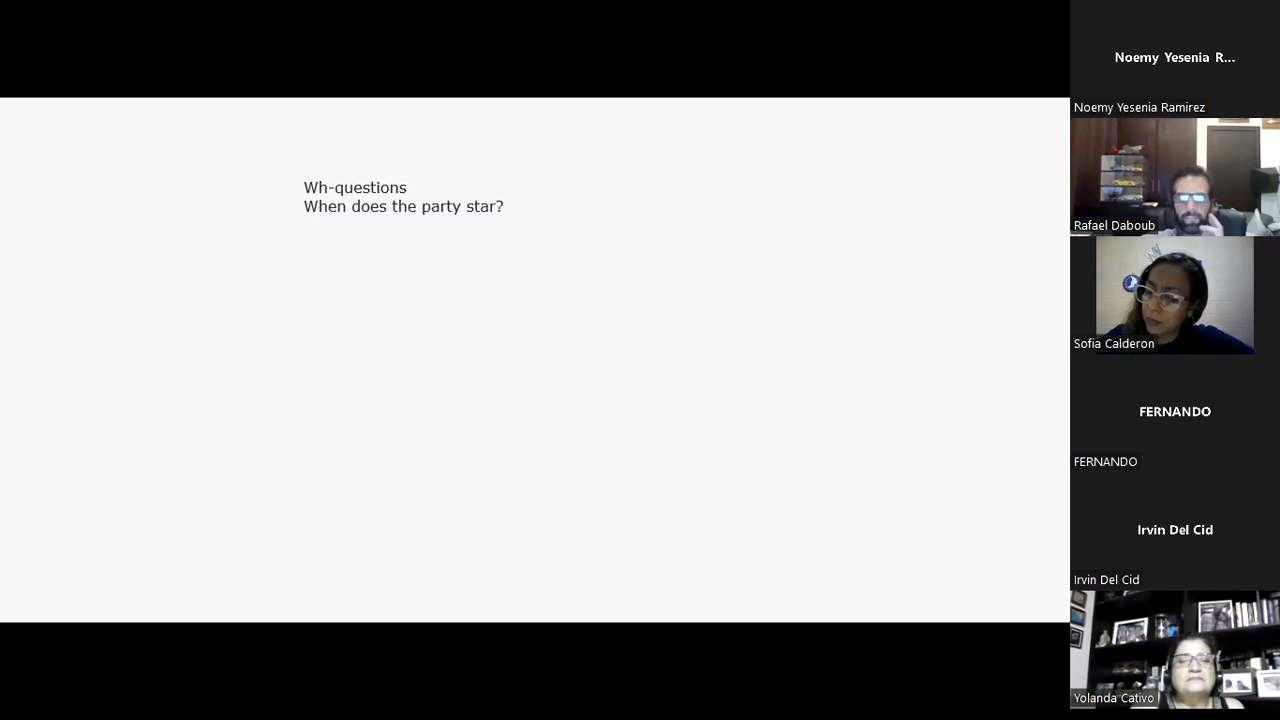 Wh-questions
When does the party star?
Noemy Yesenia R...
Noemy Yesenia Ramirez
Rafael Daboub
Sofia Calderon
FERNANDO
FERNANDO
Irvin Del Cid
Irvin Del Cid
Yolanda Cativo